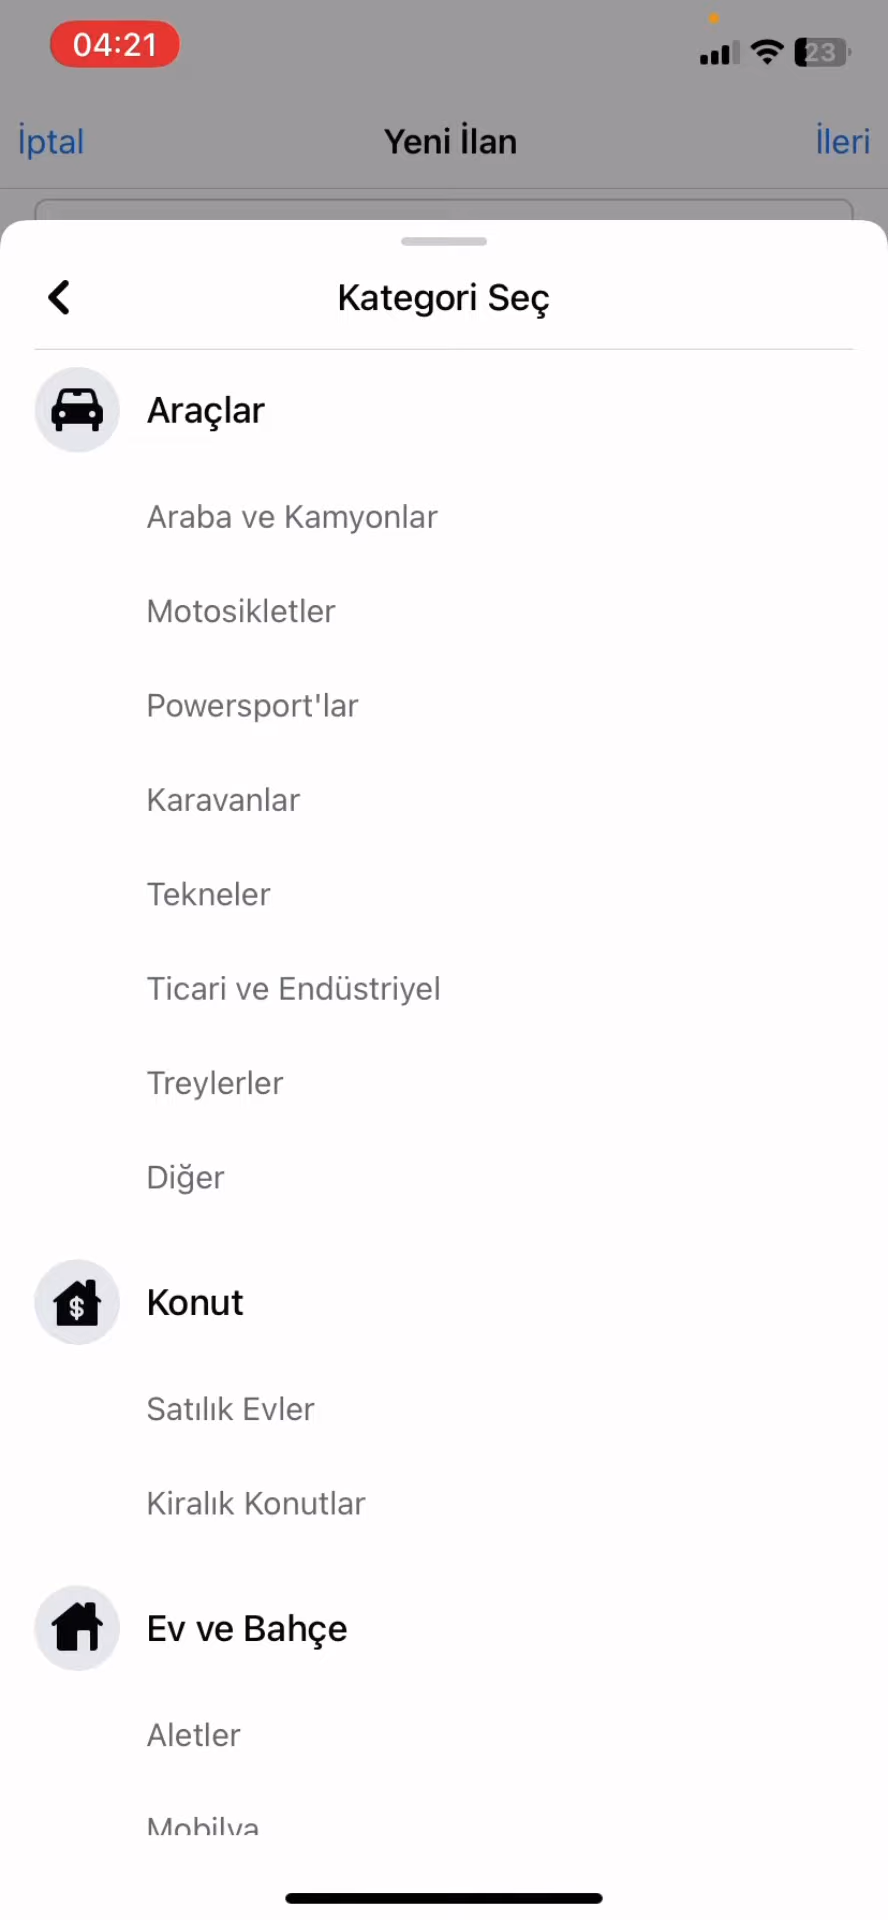 04:21
23
İptal
Yeni İlan
İleri
Kategori Seç
Araçlar
Araba ve Kamyonlar
Motosikletler
Powersport'lar
Karavanlar
Tekneler
Ticari ve Endüstriyel
Treylerler
Diğer
$
Konut
Satılık Evler
Kiralık Konutlar
Ev ve Bahçe
Aletler
Mobilya